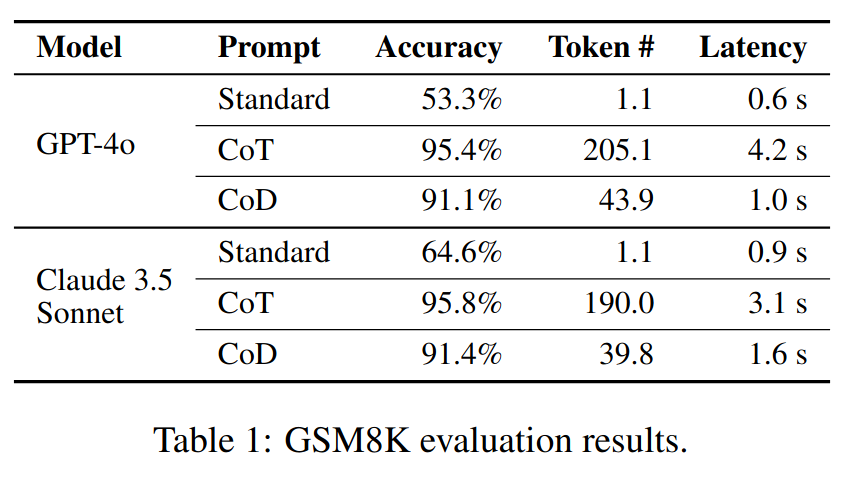 Model Prompt Accuracy Token # Latency
GPT-4o
Standard 53.3% 1.1 0.6 s
CoT 95.4% 205.1 4.2 s
CoD 91.1% 43.9 1.0 s
Claude 3.5
Sonnet
Standard 64.6% 1.1 0.9 s
CoT 95.8% 190.0 3.1 s
CoD 91.4% 39.8 1.6 s
Table 1: GSM8K evaluation results.